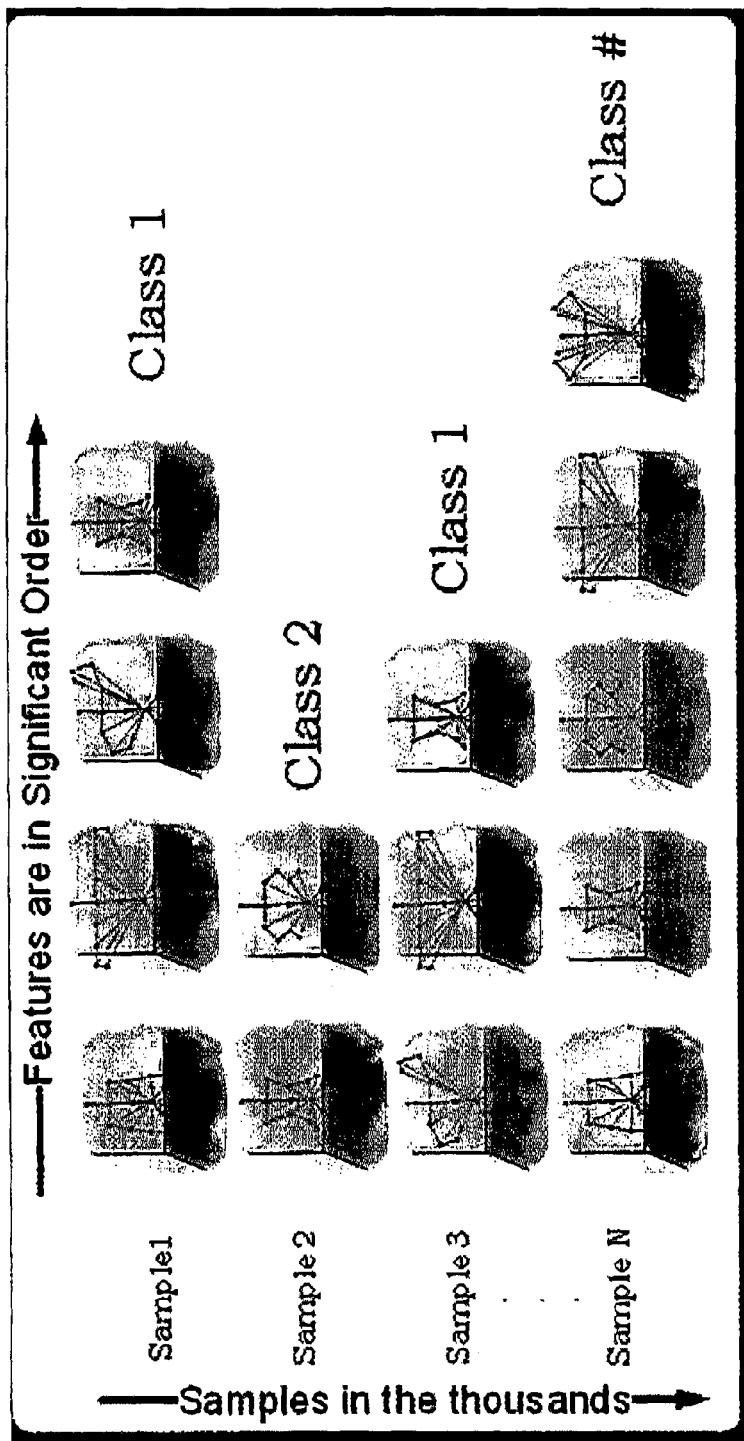 Features are in Significant Order
Sample1
Class 1
Sample 2
Class 2
Sample 3
Class 1
. . .
Sample N
Class #
Samples in the thousands